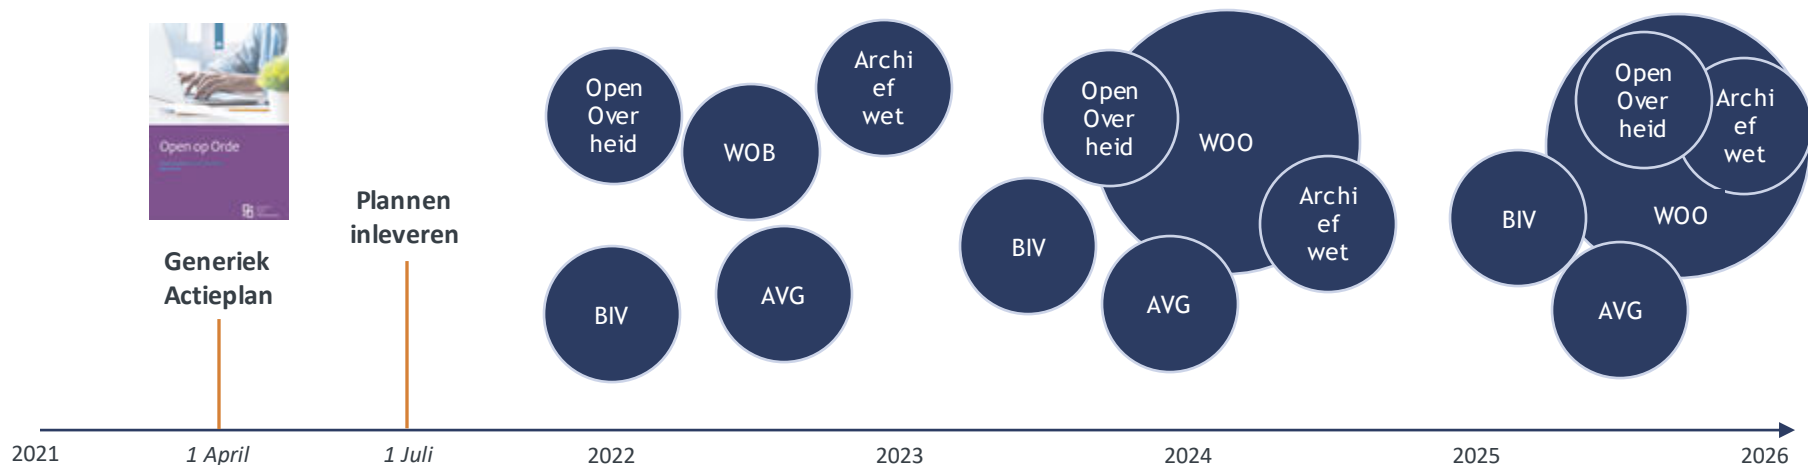 Open op Orde
Generiek
Actieplan
Plannen
inleveren
Open
Over
heid
WOB
Archi
ef
wet
BIV
AVG
Open
Over
heid
WOO
Archi
ef
wet
BIV
AVG
Open
Over
heid
Archi
ef
wet
WOO
BIV
AVG
2021
1 April
1 Juli
2022
2023
2024
2025
2026